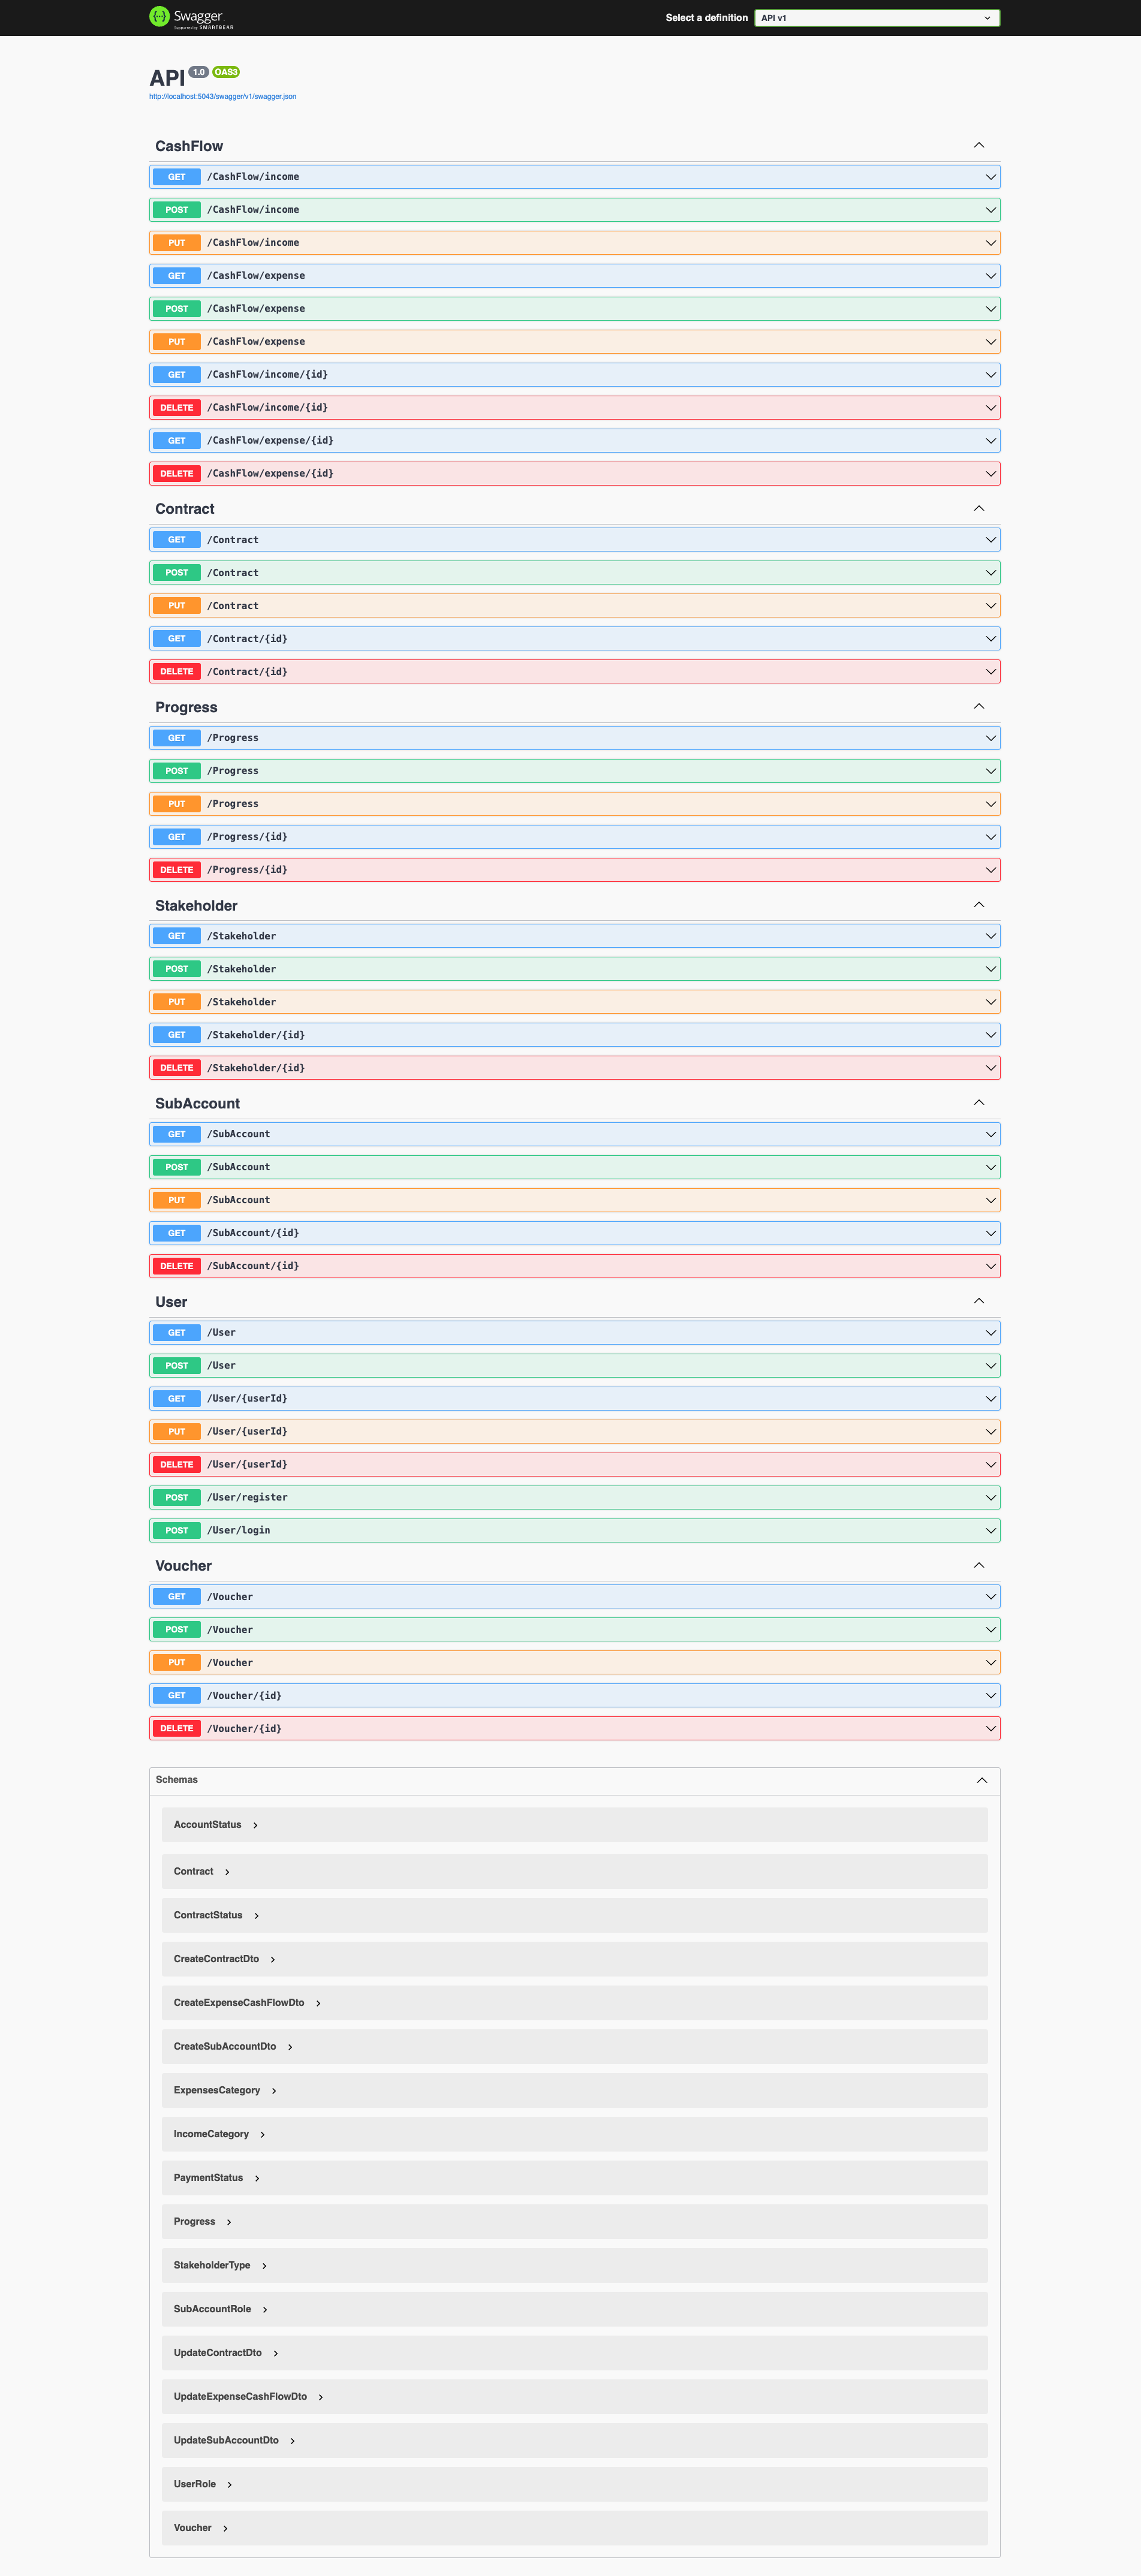 Swagger
Supported by SMARTBEAR
Select a definition
API v1
API 1.0 OAS3
http://localhost:5043/swagger/v1/swagger.json
CashFlow
GET /CashFlow/income
POST /CashFlow/income
PUT /CashFlow/income
GET /CashFlow/expense
POST /CashFlow/expense
PUT /CashFlow/expense
GET /CashFlow/income/{id}
DELETE /CashFlow/income/{id}
GET /CashFlow/expense/{id}
DELETE /CashFlow/expense/{id}
Contract
GET /Contract
POST /Contract
PUT /Contract
GET /Contract/{id}
DELETE /Contract/{id}
Progress
GET /Progress
POST /Progress
PUT /Progress
GET /Progress/{id}
DELETE /Progress/{id}
Stakeholder
GET /Stakeholder
POST /Stakeholder
PUT /Stakeholder
GET /Stakeholder/{id}
DELETE /Stakeholder/{id}
SubAccount
GET /SubAccount
POST /SubAccount
PUT /SubAccount
GET /SubAccount/{id}
DELETE /SubAccount/{id}
User
GET /User
POST /User
GET /User/{userId}
PUT /User/{userId}
DELETE /User/{userId}
POST /User/register
POST /User/login
Voucher
GET /Voucher
POST /Voucher
PUT /Voucher
GET /Voucher/{id}
DELETE /Voucher/{id}
Schemas
AccountStatus
Contract
ContractStatus
CreateContractDto
CreateExpenseCashFlowDto
CreateSubAccountDto
ExpensesCategory
IncomeCategory
PaymentStatus
Progress
StakeholderType
SubAccountRole
UpdateContractDto
UpdateExpenseCashFlowDto
UpdateSubAccountDto
UserRole
Voucher